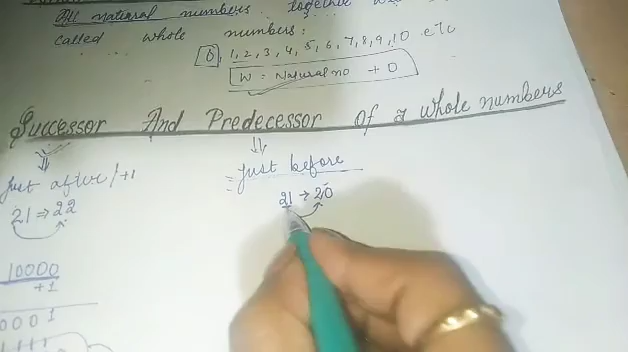 All natural numbers together
called whole numbers:
0, 1, 2, 3, 4, 5, 6, 7, 8, 9, 10 etc
W = Natural no + 0
Successor And Predecessor Of a whole numbers
Just after/+1
21 ⇒ 22
10000
+1
0001
Just before
21 → 20